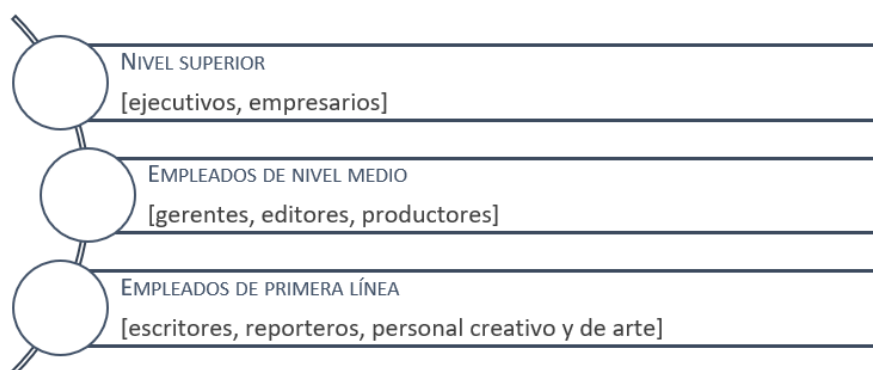 NIVEL SUPERIOR
[ejecutivos, empresarios]
EMPLEADOS DE NIVEL MEDIO
[gerentes, editores, productores]
EMPLEADOS DE PRIMERA LÍNEA
[escritores, reporteros, personal creativo y de arte]